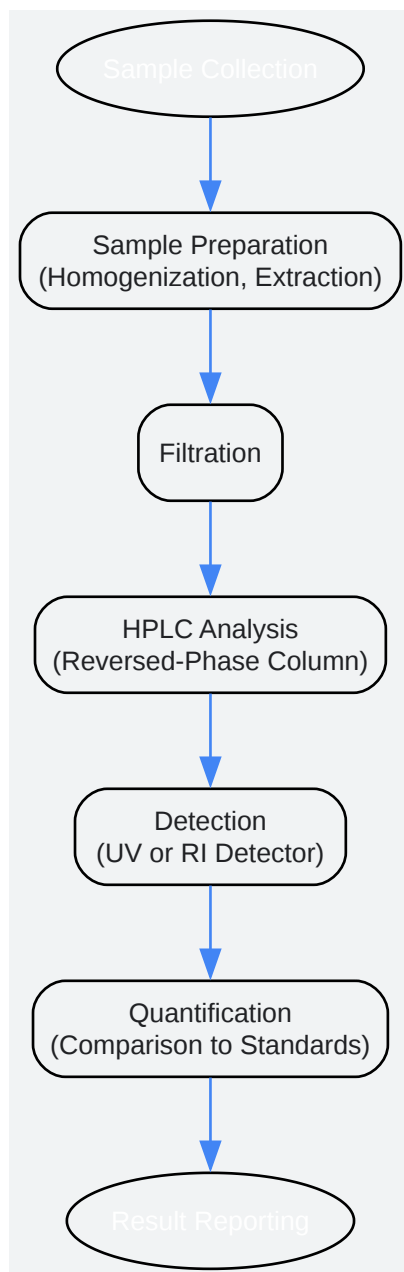 Sample Collection
Sample Preparation
(Homogenization, Extraction)
Filtration
HPLC Analysis
(Reversed-Phase Column)
Detection
(UV or RI Detector)
Quantification
(Comparison to Standards)
Result Reporting